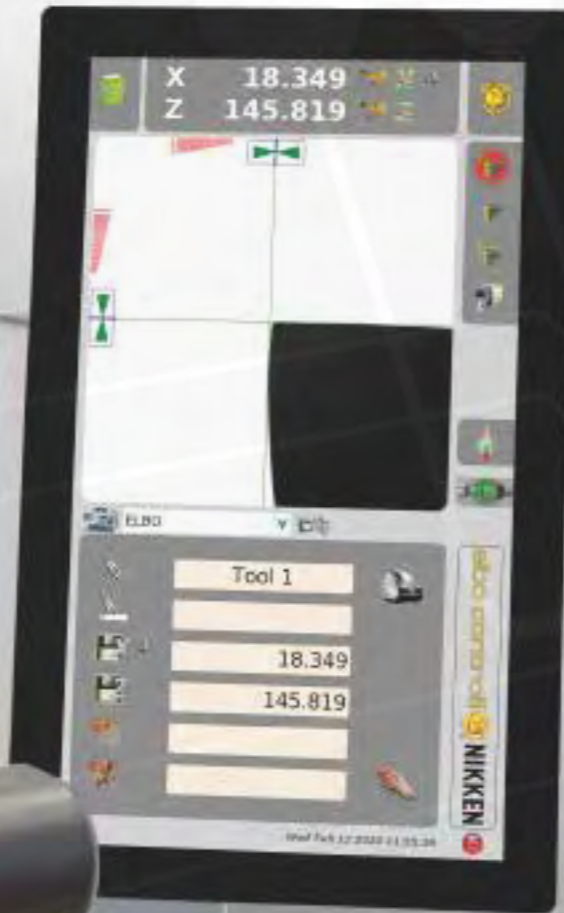 X 18.349
Z 145.819
ELBO
Tool 1
18.349
145.819
elbo controlli
NIKKEN